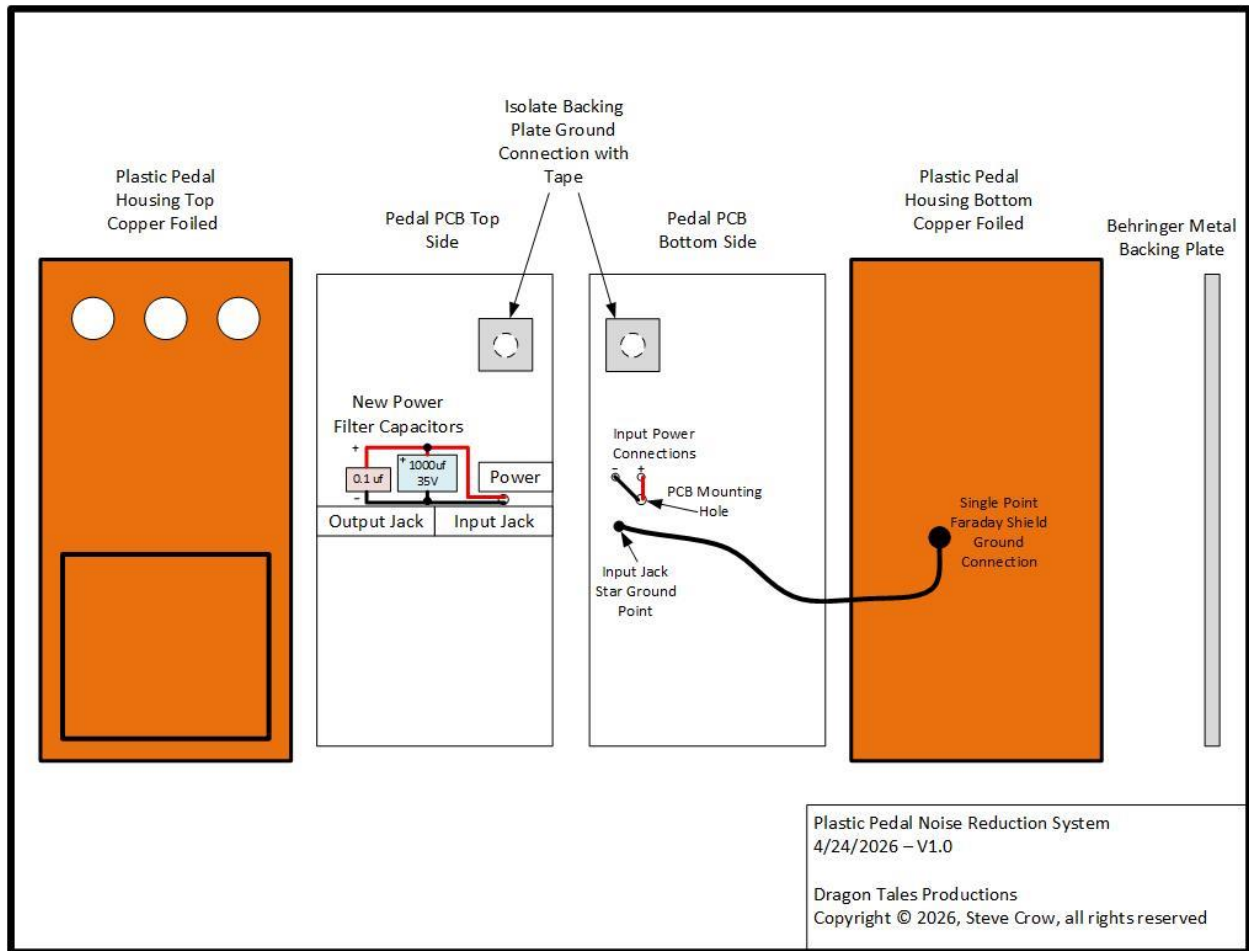 Isolate Backing
Plate Ground
Connection with
Tape
Plastic Pedal
Housing Top
Copper Foiled
Pedal PCB Top
Side
Pedal PCB
Bottom Side
Plastic Pedal
Housing Bottom
Copper Foiled
Behringer Metal
Backing Plate
New Power
Filter Capacitors
+
0.1 uf
–
+ 1000uf
35V
Power
Output Jack
Input Jack
Input Power
Connections
- +
PCB Mounting
Hole
Input Jack
Star Ground
Point
Single Point
Faraday Shield
Ground
Connection
Plastic Pedal Noise Reduction System
4/24/2026 – V1.0
Dragon Tales Productions
Copyright © 2026, Steve Crow, all rights reserved